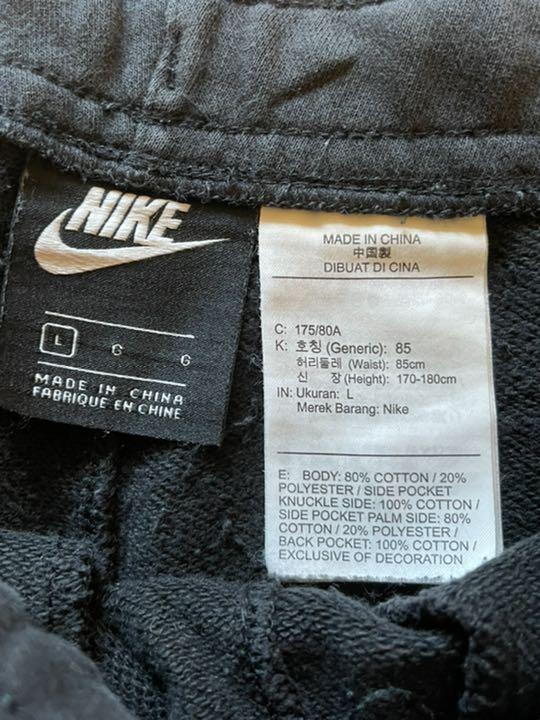 NIKE
L G G
MADE IN CHINA
FABRIQUE EN CHINE
MADE IN CHINA
中国製
DIBUAT DI CINA
C: 175/80A
K: 호칭 (Generic): 85
허리둘레 (Waist): 85cm
신 장 (Height): 170-180cm
IN: Ukuran: L
Merek Barang: Nike
E: BODY: 80% COTTON / 20%
POLYESTER / SIDE POCKET
KNUCKLE SIDE: 100% COTTON /
SIDE POCKET PALM SIDE: 80%
COTTON / 20% POLYESTER /
BACK POCKET: 100% COTTON /
EXCLUSIVE OF DECORATION